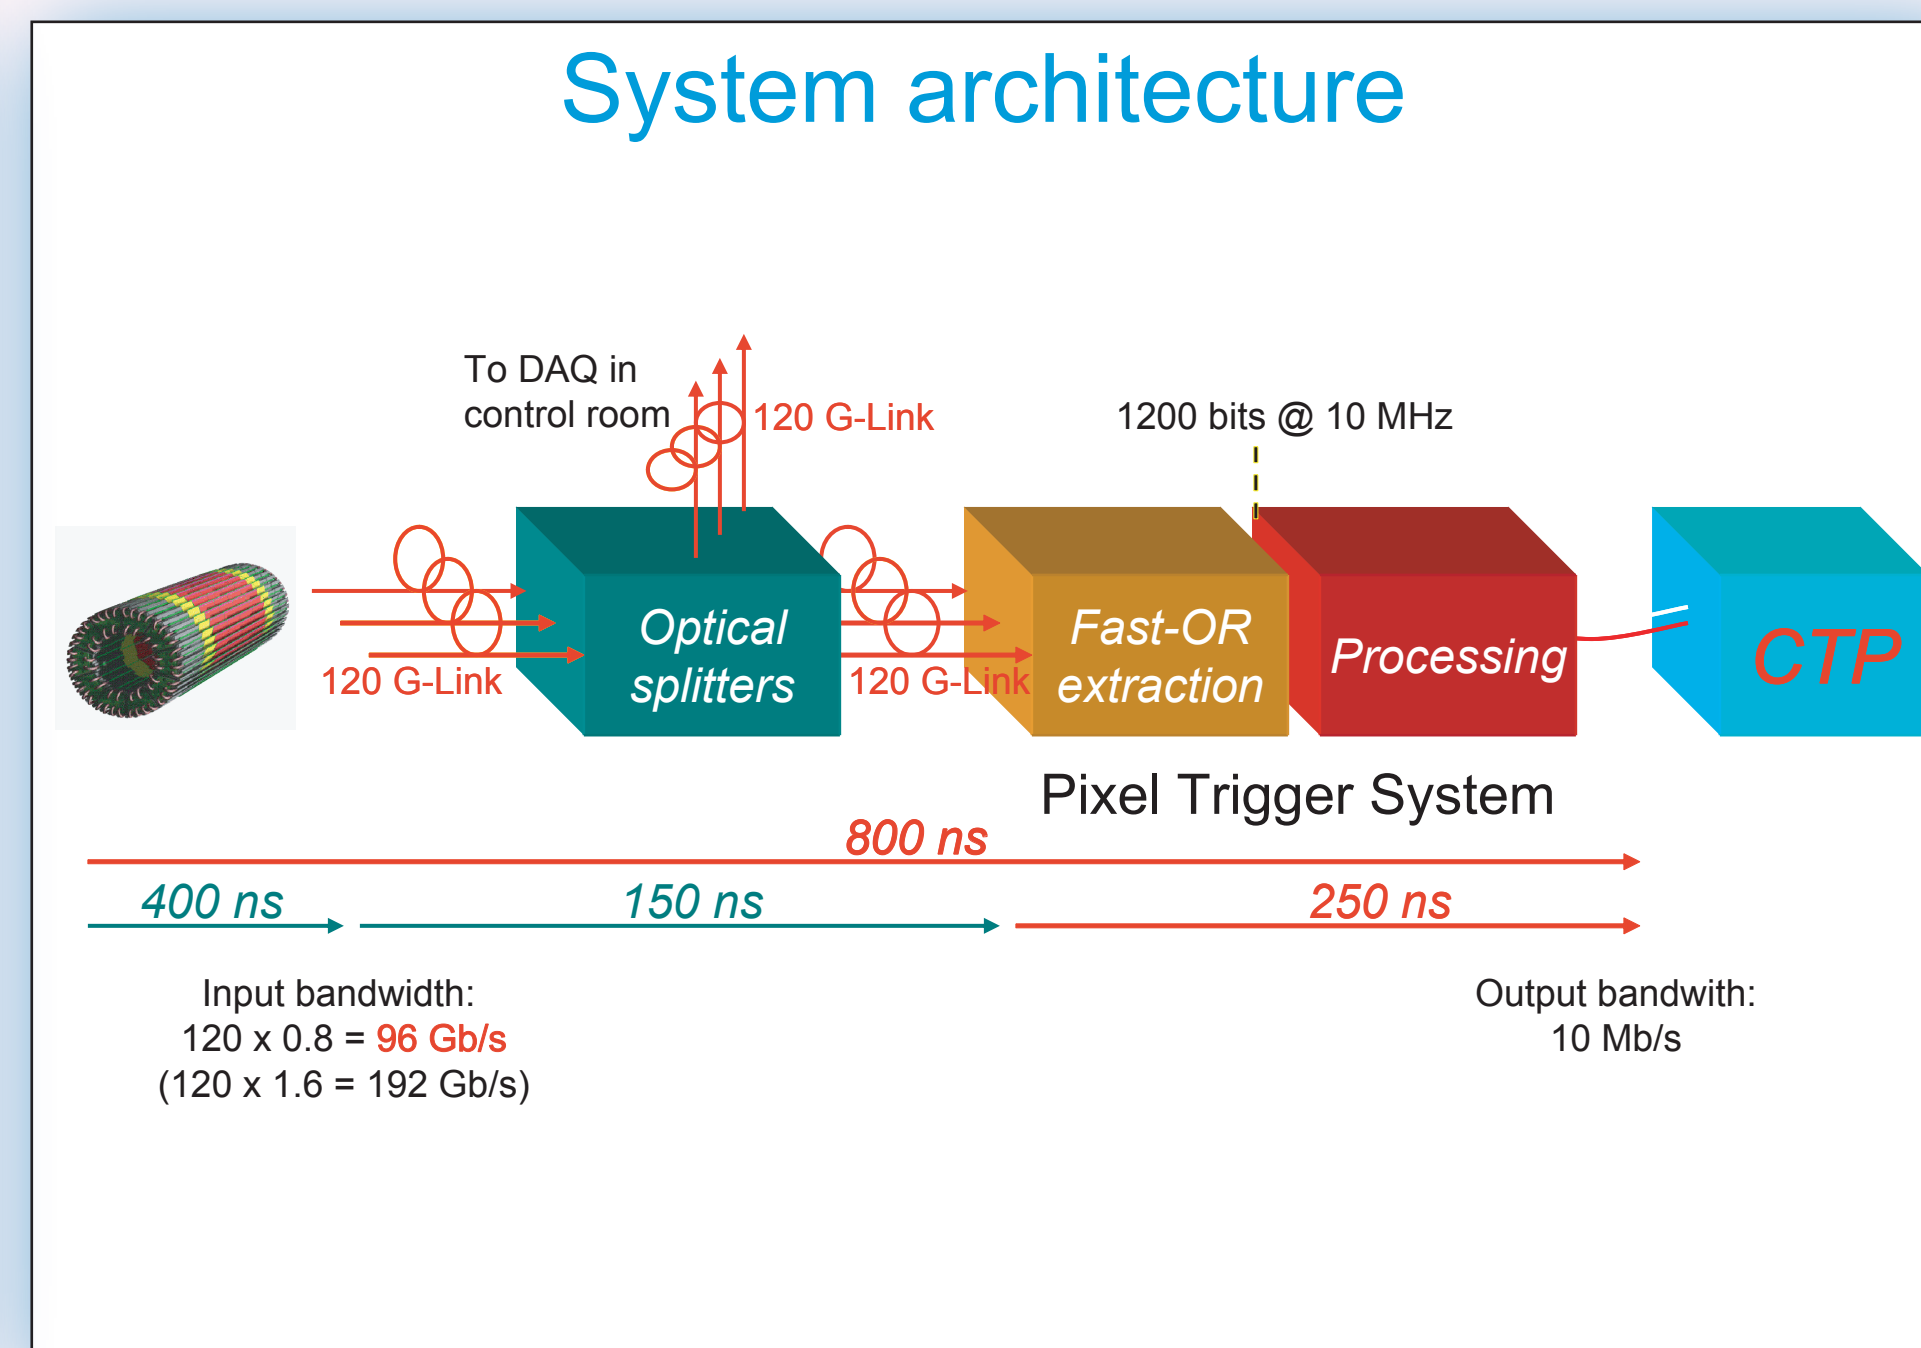 System architecture
To DAQ in
control room
120 G-Link
1200 bits @ 10 MHz
120 G-Link
Optical
splitters
120 G-Link
Fast-OR
extraction
Processing
CTP
Pixel Trigger System
800 ns
400 ns
150 ns
250 ns
Input bandwidth:
120 x 0.8 = 96 Gb/s
(120 x 1.6 = 192 Gb/s)
Output bandwith:
10 Mb/s